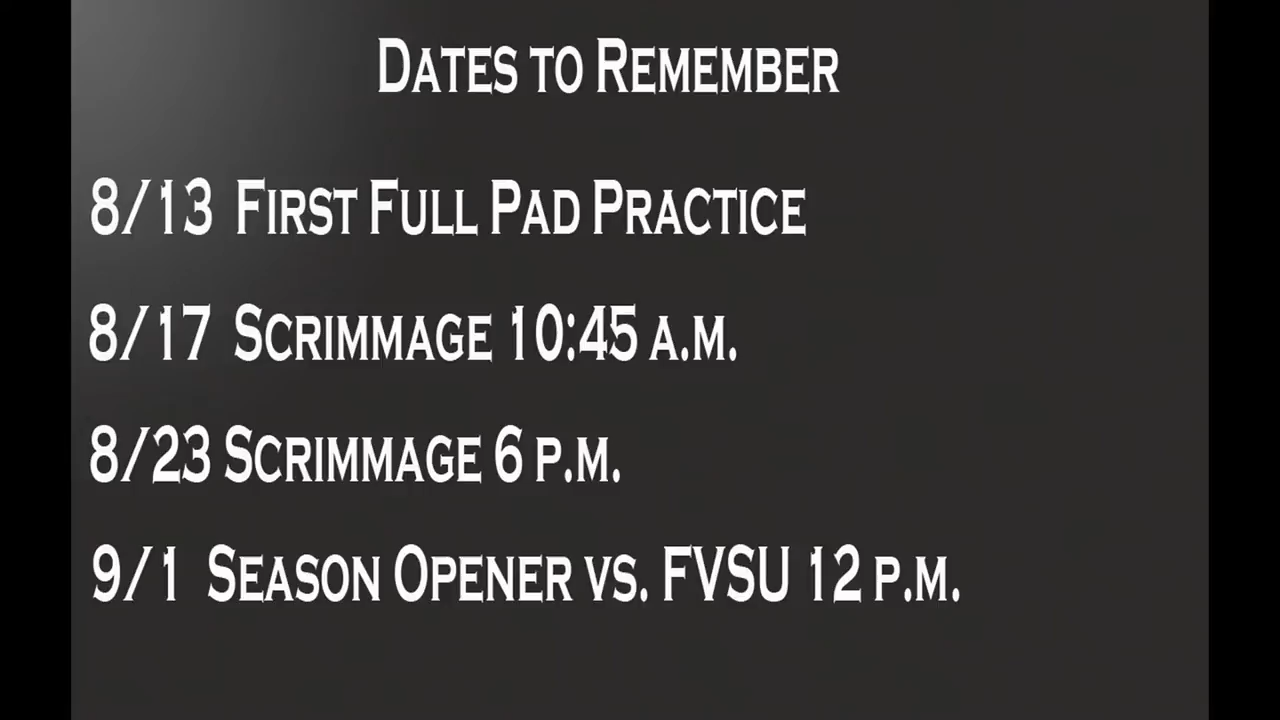 Dates to Remember
8/13 First Full Pad Practice
8/17 Scrimmage 10:45 a.m.
8/23 Scrimmage 6 p.m.
9/1 Season Opener vs. FVSU 12 p.m.